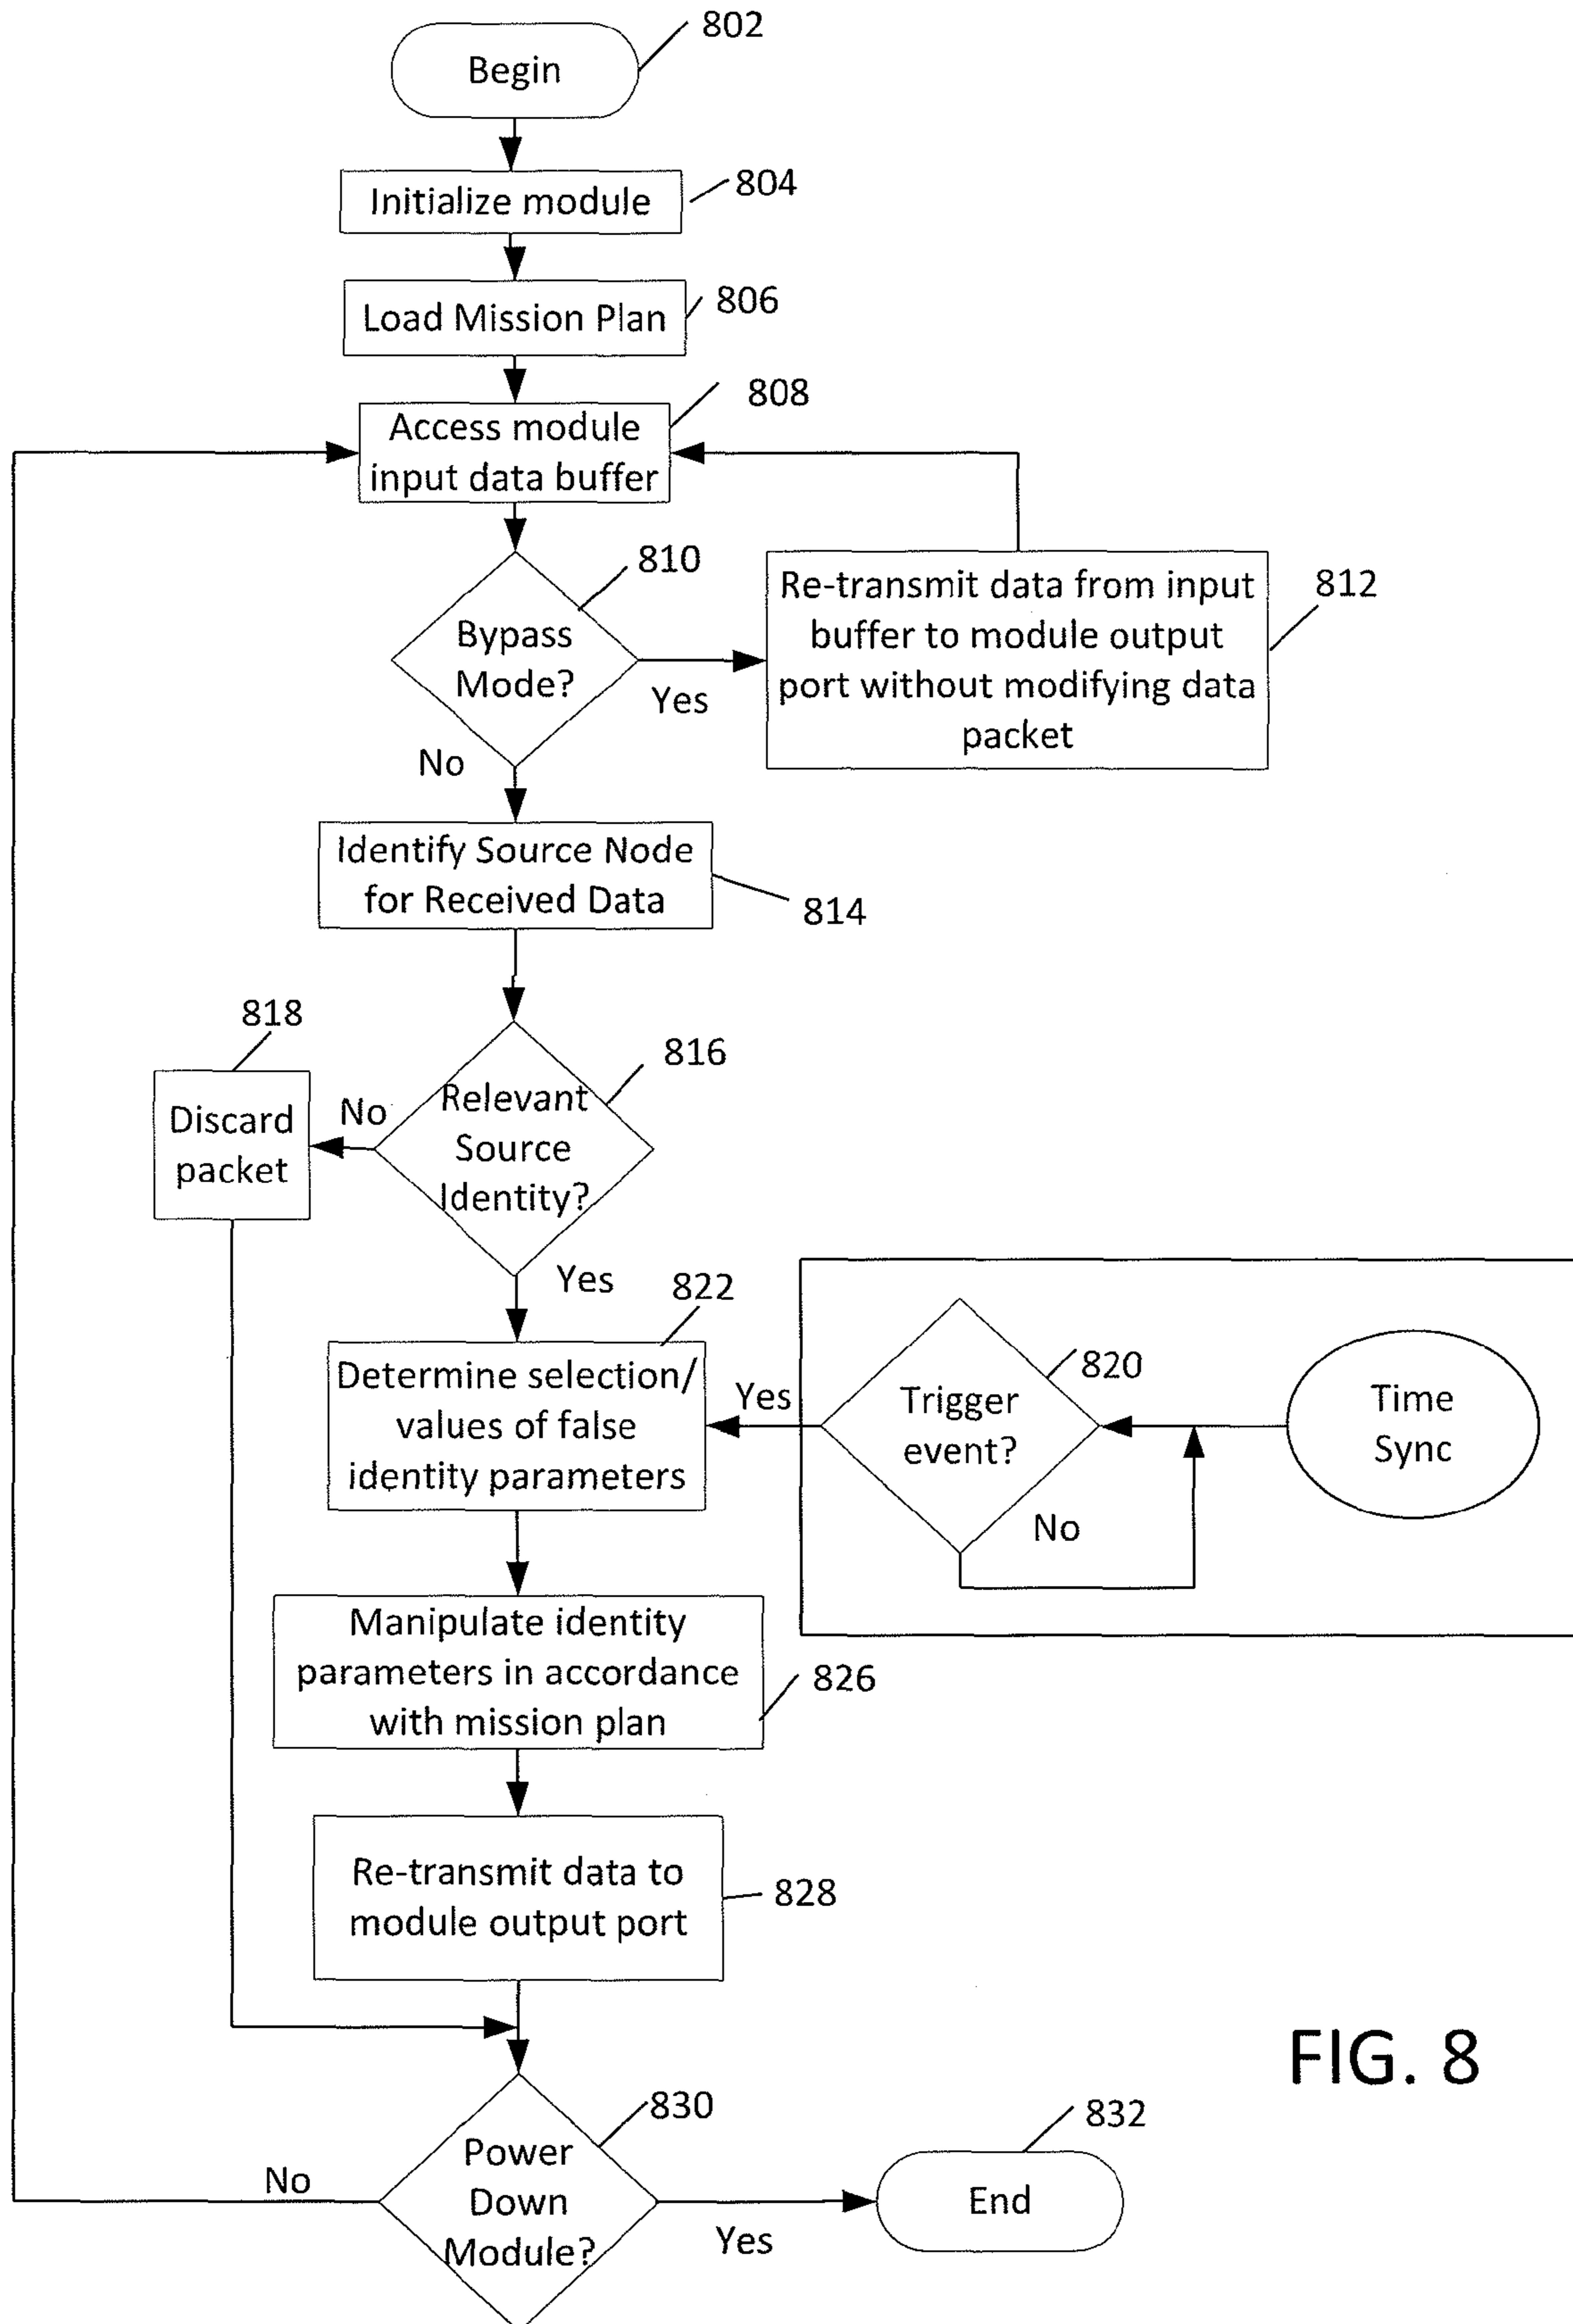 802
Begin
804
Initialize module
806
Load Mission Plan
808
Access module
input data buffer
810
Bypass
Mode?
Yes
No
812
Re-transmit data from input
buffer to module output
port without modifying data
packet
Identify Source Node
for Received Data
814
818
Discard
packet
No
816
Relevant
Source
Identity?
Yes
822
Determine selection/
values of false
identity parameters
Yes
820
Trigger
event?
No
Time
Sync
Manipulate identity
parameters in accordance
with mission plan
826
Re-transmit data to
module output port
828
FIG. 8
830
Power
Down
Module?
No
Yes
832
End